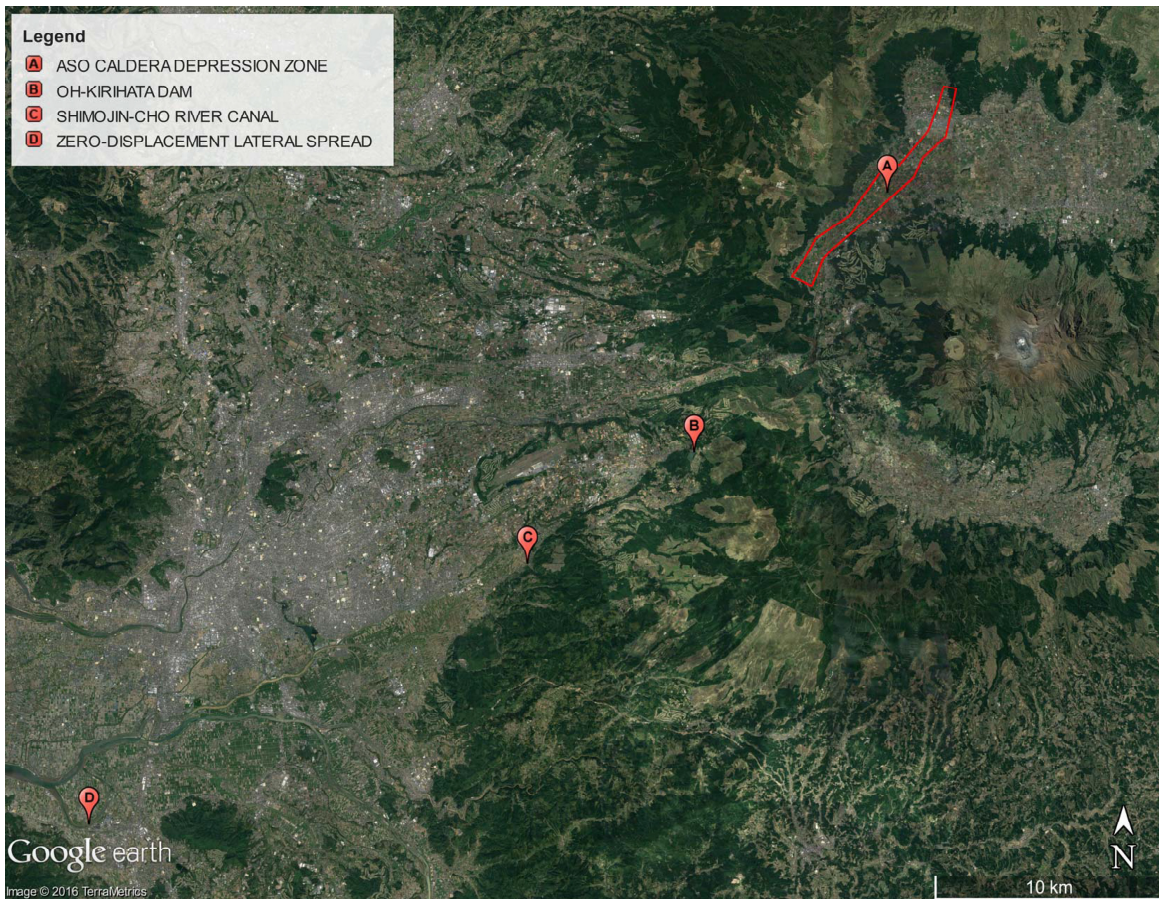 Legend
A ASO CALDERA DEPRESSION ZONE
B OH-KIRIHATA DAM
C SHIMOJIN-CHO RIVER CANAL
D ZERO-DISPLACEMENT LATERAL SPREAD
A
B
C
D
Google earth
N
Image © 2016 TerraMetrics
10 km